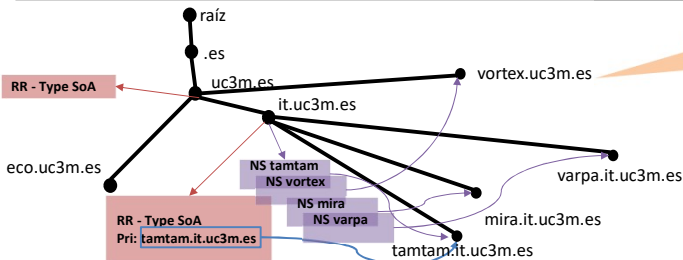 raíz
.es
uc3m.es
vortex.uc3m.es
RR - Type SoA
it.uc3m.es
eco.uc3m.es
NS tamtam
NS vortex
varpa.it.uc3m.es
NS mira
NS varpa
mira.it.uc3m.es
RR - Type SoA
Pri: tamtam.it.uc3m.es
tamtam.it.uc3m.es